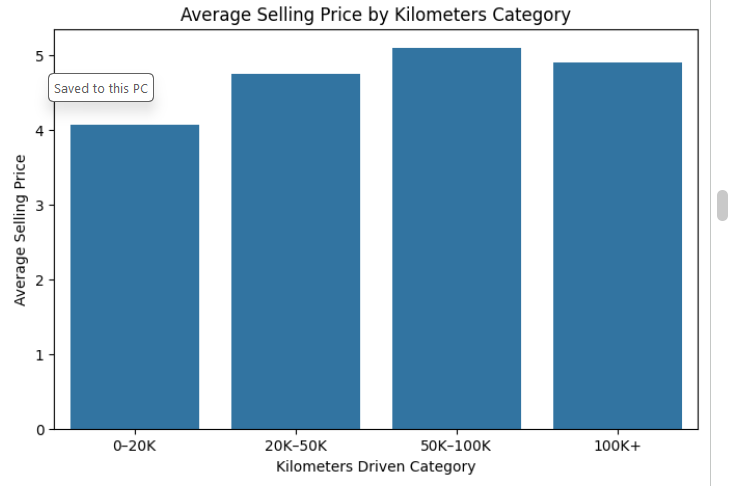 Average Selling Price by Kilometers Category
Saved to this PC
Average Selling Price
5
4
3
2
1
0
0–20K
20K–50K
50K–100K
100K+
Kilometers Driven Category